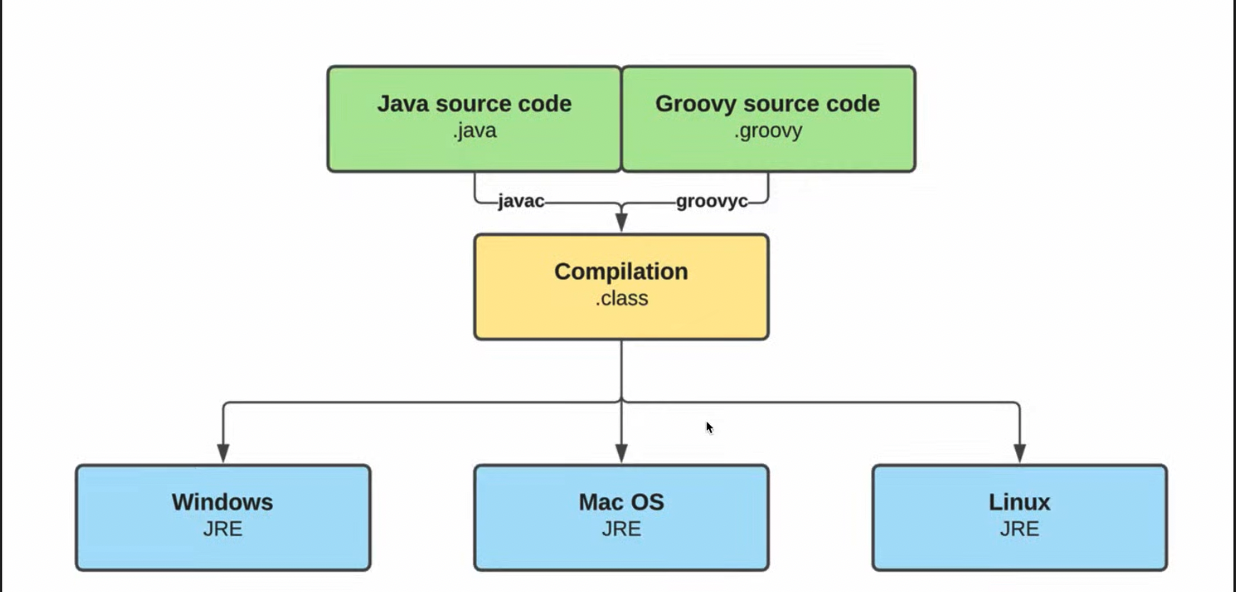 Java source code
.java
Groovy source code
.groovy
javac
groovyc
Compilation
.class
Windows
JRE
Mac OS
JRE
Linux
JRE